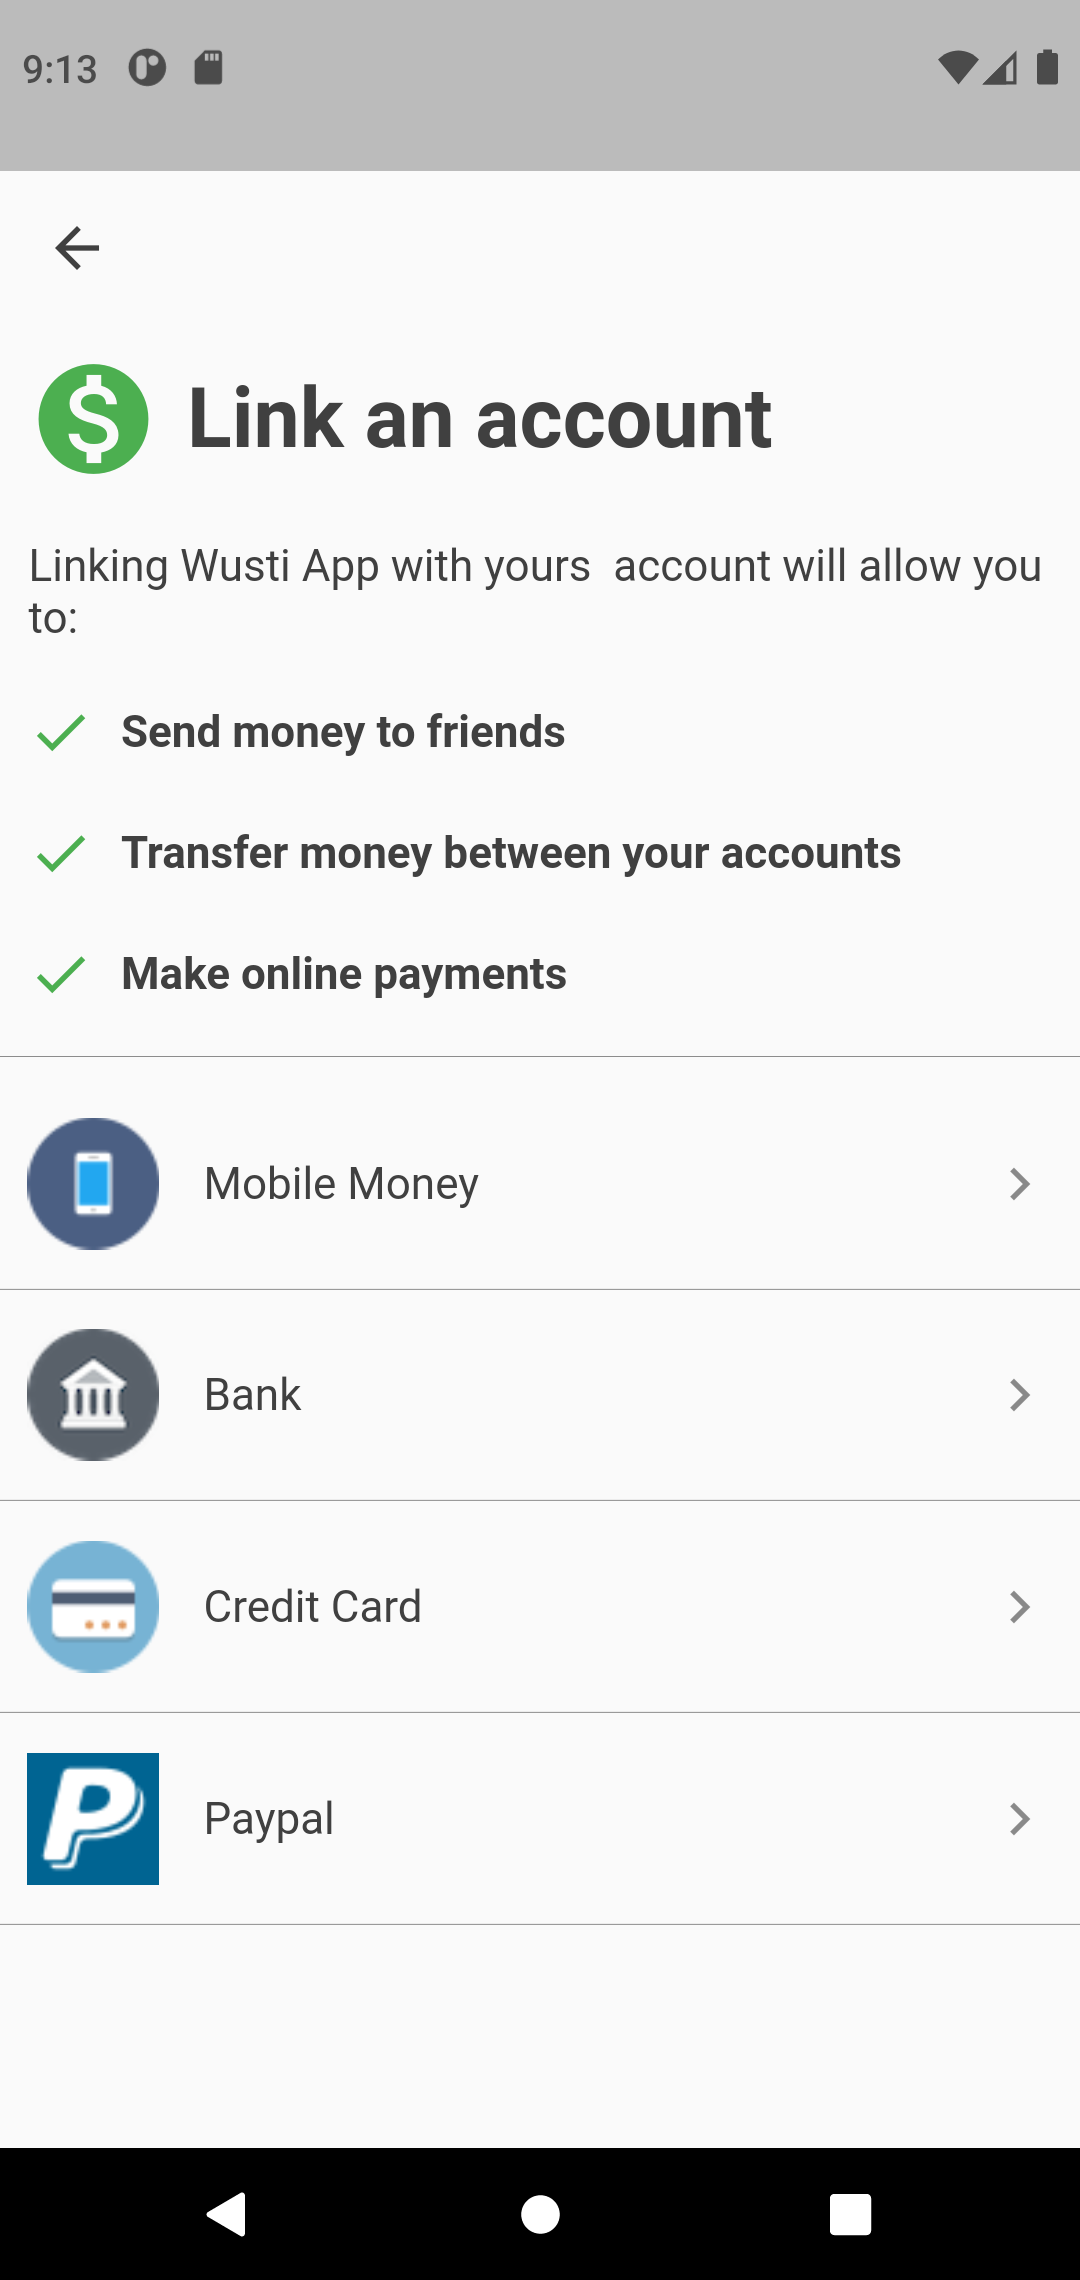 9:13
Link an account
Linking Wusti App with yours  account will allow you
to:
Send money to friends
Transfer money between your accounts
Make online payments
Mobile Money
Bank
Credit Card
Paypal